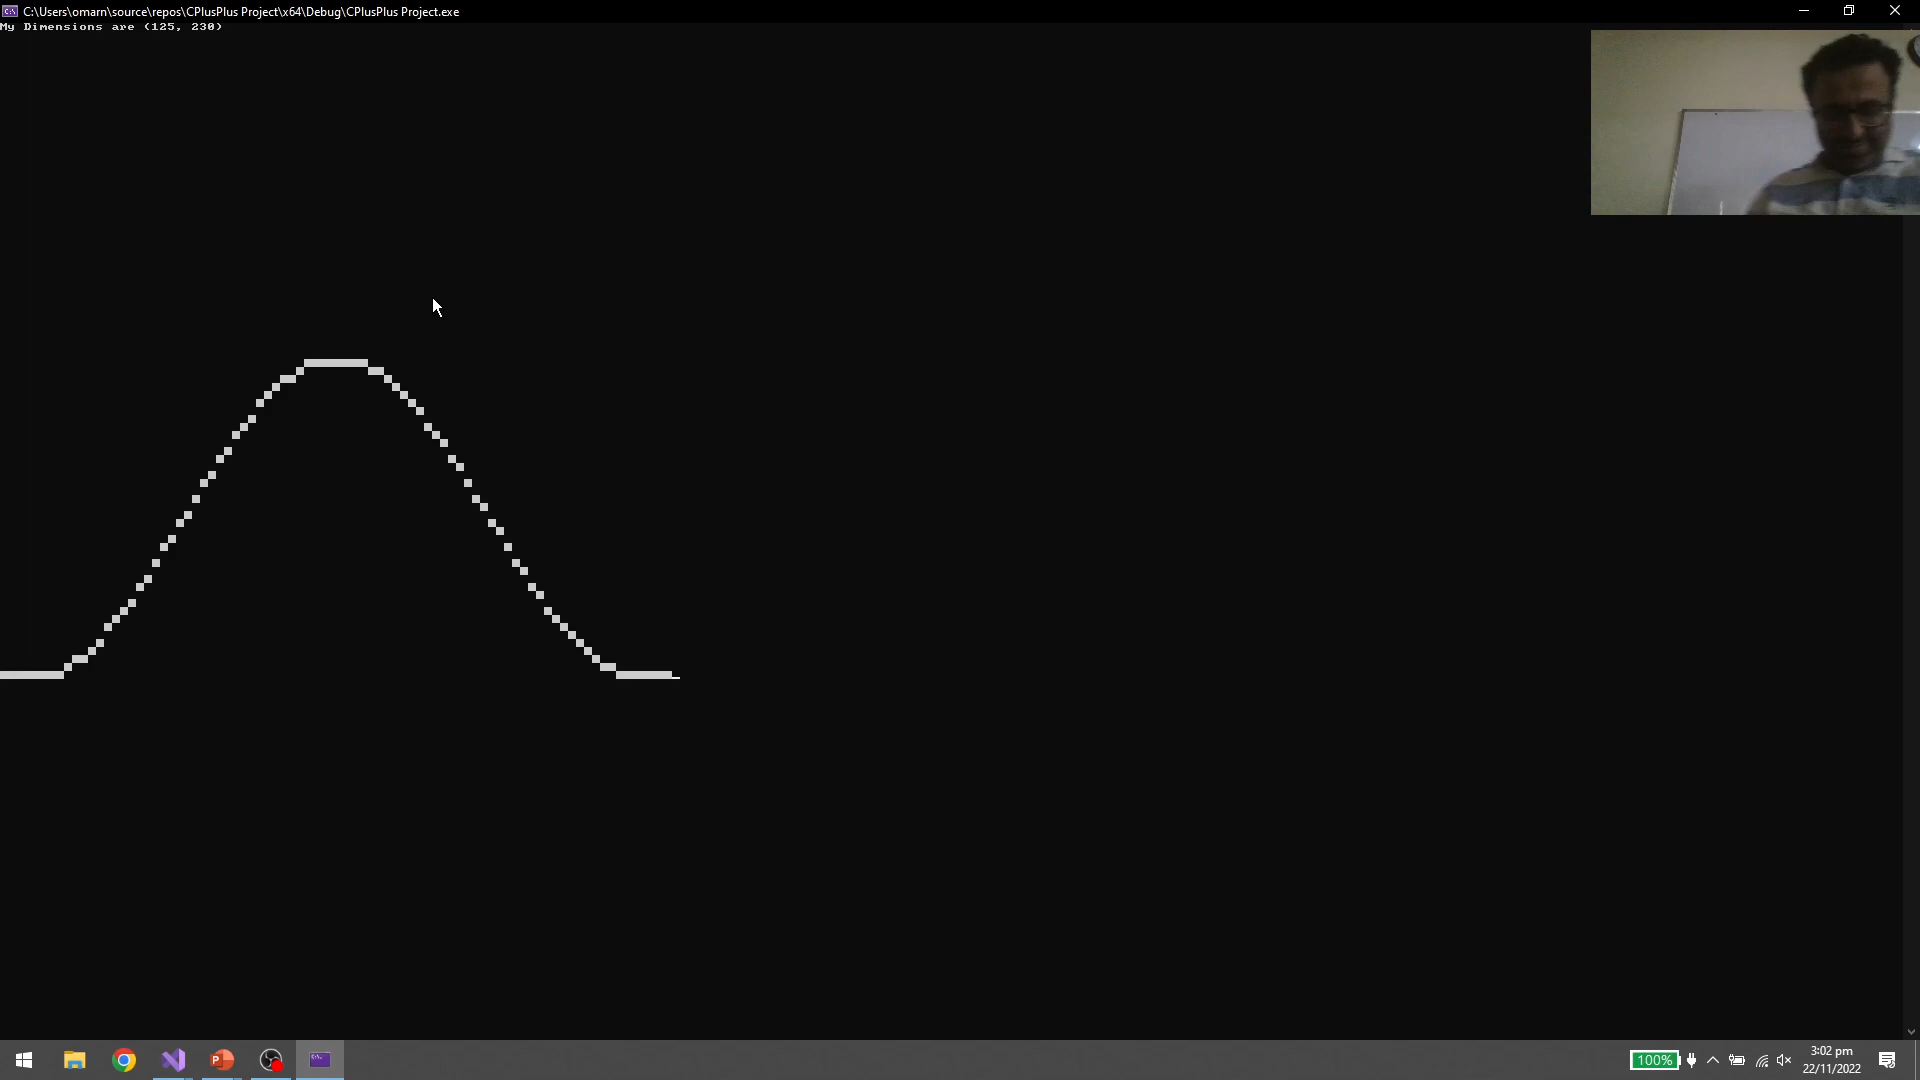 C:\Users\omarn\source\repos\CPlusPlus Project\x64\Debug\CPlusPlus Project.exe
My Dimensions are (125, 230)
100%
3:02 pm
22/11/2022